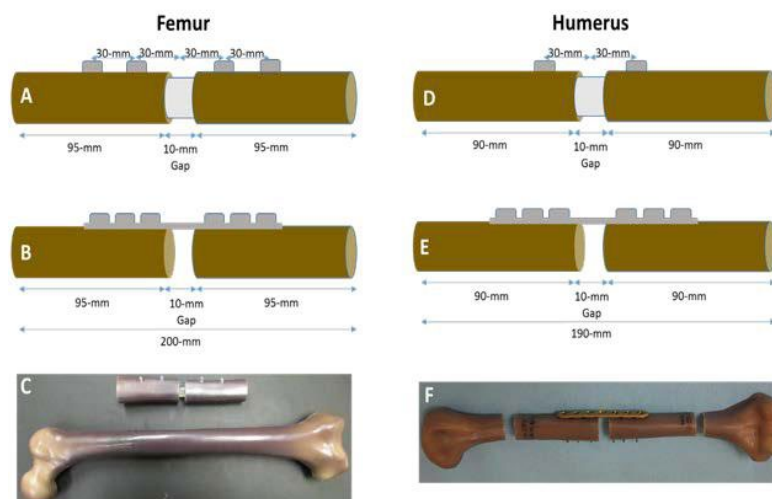 Femur
Humerus
30-mm 30-mm 30-mm 30-mm
30-mm 30-mm
A
D
95-mm 10-mm 95-mm
Gap
90-mm 10-mm 90-mm
Gap
B
E
95-mm 10-mm 95-mm
Gap
200-mm
90-mm 10-mm 90-mm
Gap
190-mm
C
F